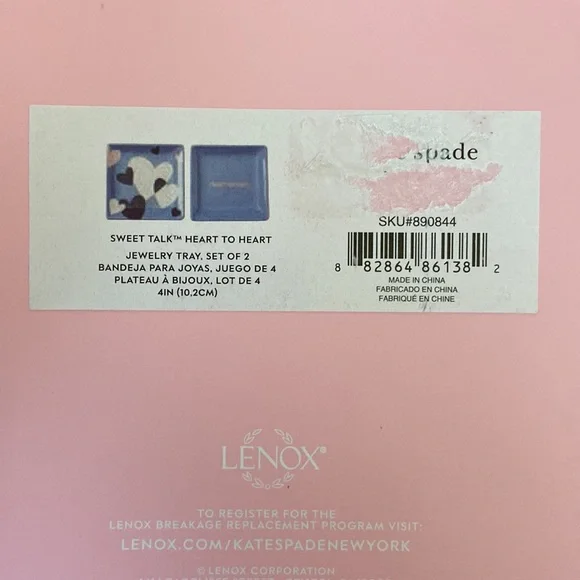 spade
SKU#890844
SWEET TALK™ HEART TO HEART
JEWELRY TRAY, SET OF 2
BANDEJA PARA JOYAS, JUEGO DE 4
PLATEAU À BIJOUX, LOT DE 4
4IN (10.2CM)
8 82864 86138 2
MADE IN CHINA
FABRICADO EN CHINA
FABRIQUÉ EN CHINE
LENOX®
TO REGISTER FOR THE
LENOX BREAKAGE REPLACEMENT PROGRAM VISIT:
LENOX.COM/KATESPADENEWYORK
© LENOX CORPORATION